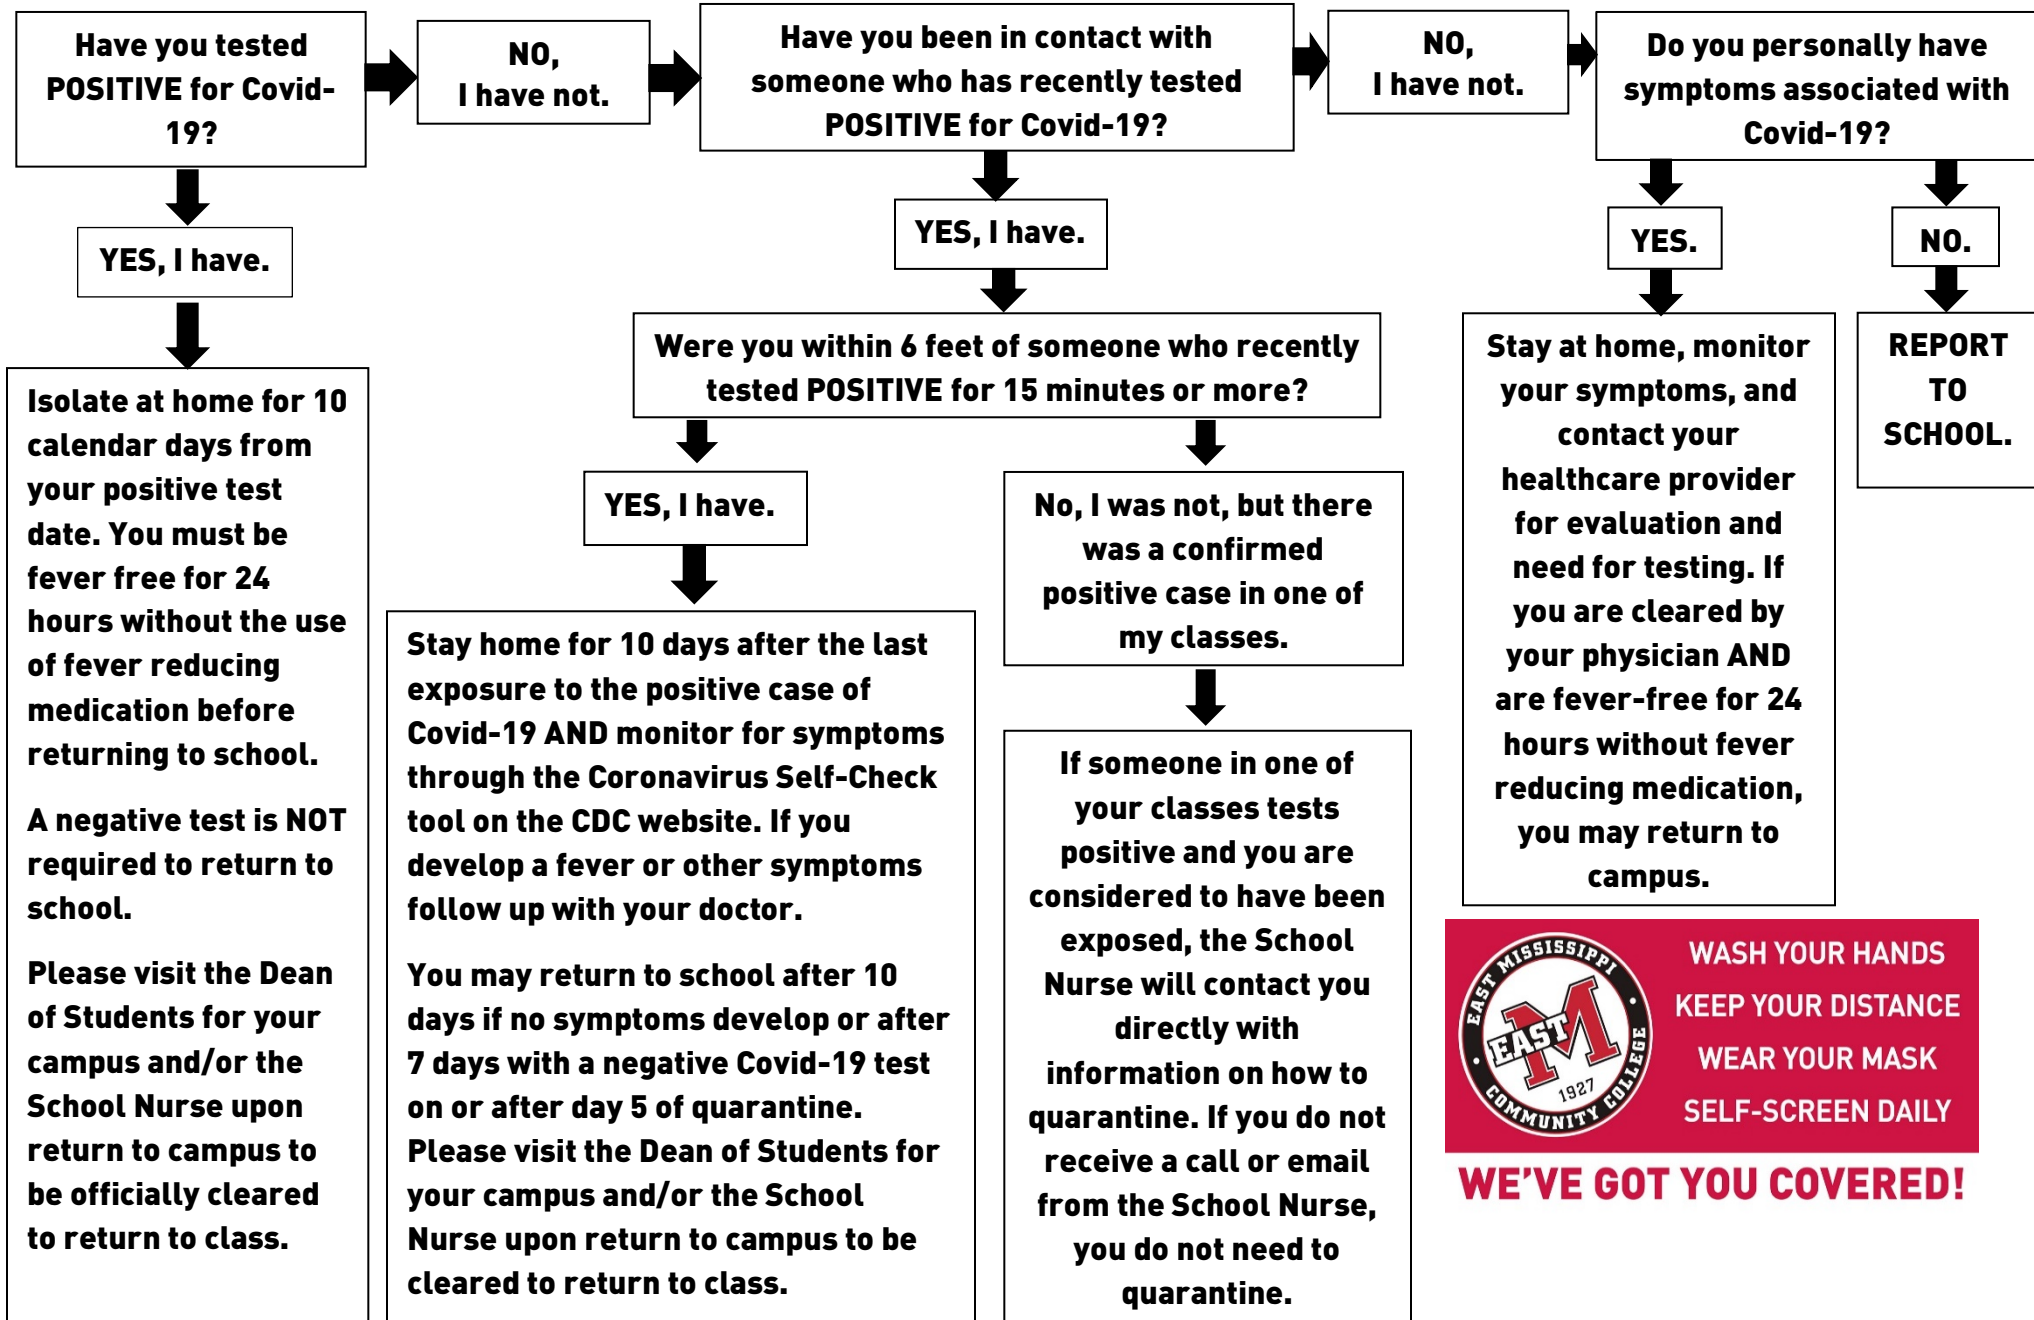 Have you tested
POSITIVE for Covid-
19?
NO,
I have not.
Have you been in contact with
someone who has recently tested
POSITIVE for Covid-19?
NO,
I have not.
Do you personally have
symptoms associated with
Covid-19?
YES, I have.
YES, I have.
YES.
NO.
Isolate at home for 10
calendar days from
your positive test
date. You must be
fever free for 24
hours without the use
of fever reducing
medication before
returning to school.
A negative test is NOT
required to return to
school.
Please visit the Dean
of Students for your
campus and/or the
School Nurse upon
return to campus to
be officially cleared
to return to class.
Were you within 6 feet of someone who recently
tested POSITIVE for 15 minutes or more?
YES, I have.
Stay home for 10 days after the last
exposure to the positive case of
Covid-19 AND monitor for symptoms
through the Coronavirus Self-Check
tool on the CDC website. If you
develop a fever or other symptoms
follow up with your doctor.
You may return to school after 10
days if no symptoms develop or after
7 days with a negative Covid-19 test
on or after day 5 of quarantine.
Please visit the Dean of Students for
your campus and/or the School
Nurse upon return to campus to be
cleared to return to class.
No, I was not, but there
was a confirmed
positive case in one of
my classes.
If someone in one of
your classes tests
positive and you are
considered to have been
exposed, the School
Nurse will contact you
directly with
information on how to
quarantine. If you do not
receive a call or email
from the School Nurse,
you do not need to
quarantine.
Stay at home, monitor
your symptoms, and
contact your
healthcare provider
for evaluation and
need for testing. If
you are cleared by
your physician AND
are fever-free for 24
hours without fever
reducing medication,
you may return to
campus.
REPORT
TO
SCHOOL.
EAST MISSISSIPPI
M
EAST
1927
COMMUNITY COLLEGE
WASH YOUR HANDS
KEEP YOUR DISTANCE
WEAR YOUR MASK
SELF-SCREEN DAILY
WE'VE GOT YOU COVERED!